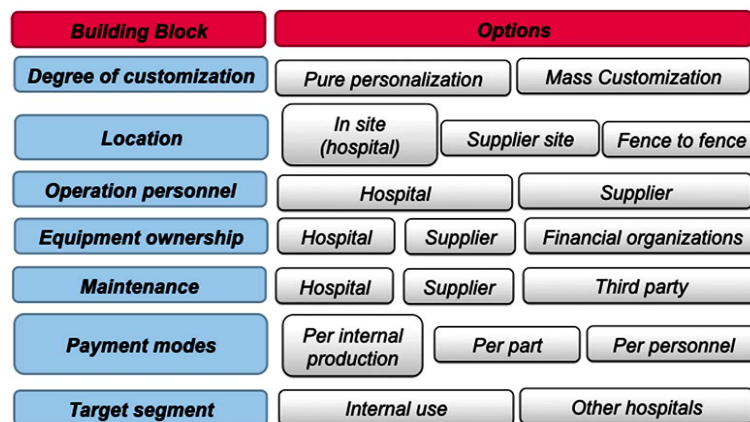 Building Block
Options
Degree of customization
Pure personalization
Mass Customization
Location
In site
(hospital)
Supplier site
Fence to fence
Operation personnel
Hospital
Supplier
Equipment ownership
Hospital
Supplier
Financial organizations
Maintenance
Hospital
Supplier
Third party
Payment modes
Per internal
production
Per part
Per personnel
Target segment
Internal use
Other hospitals